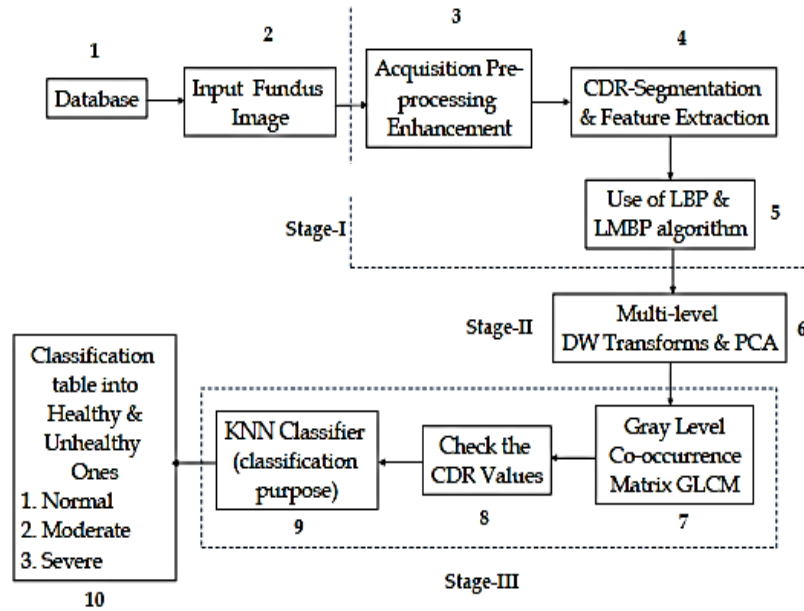 1
Database
2
Input Fundus
Image
3
Acquisition Pre-
processing
Enhancement
4
CDR-Segmentation
& Feature Extraction
Use of LBP &
LMBP algorithm
5
Stage-I
Stage-II
Multi-level
DW Transforms & PCA
6
Gray Level
Co-occurrence
Matrix GLCM
7
Check the
CDR Values
8
KNN Classifier
(classification
purpose)
9
Stage-III
Classification
table into
Healthy &
Unhealthy
Ones
1. Normal
2. Moderate
3. Severe
10